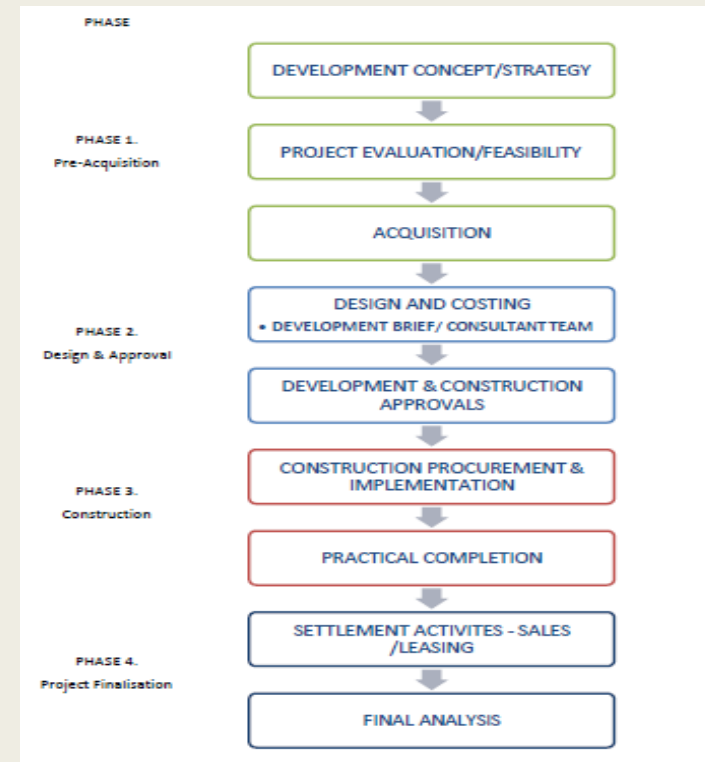 PHASE
DEVELOPMENT CONCEPT/STRATEGY
PHASE 1.
Pre-Acquisition
PROJECT EVALUATION/FEASIBILITY
ACQUISITION
PHASE 2.
Design & Approval
DESIGN AND COSTING
• DEVELOPMENT BRIEF/ CONSULTANT TEAM
DEVELOPMENT & CONSTRUCTION
APPROVALS
PHASE 3.
Construction
CONSTRUCTION PROCUREMENT &
IMPLEMENTATION
PRACTICAL COMPLETION
PHASE 4.
Project Finalisation
SETTLEMENT ACTIVITES - SALES
/LEASING
FINAL ANALYSIS